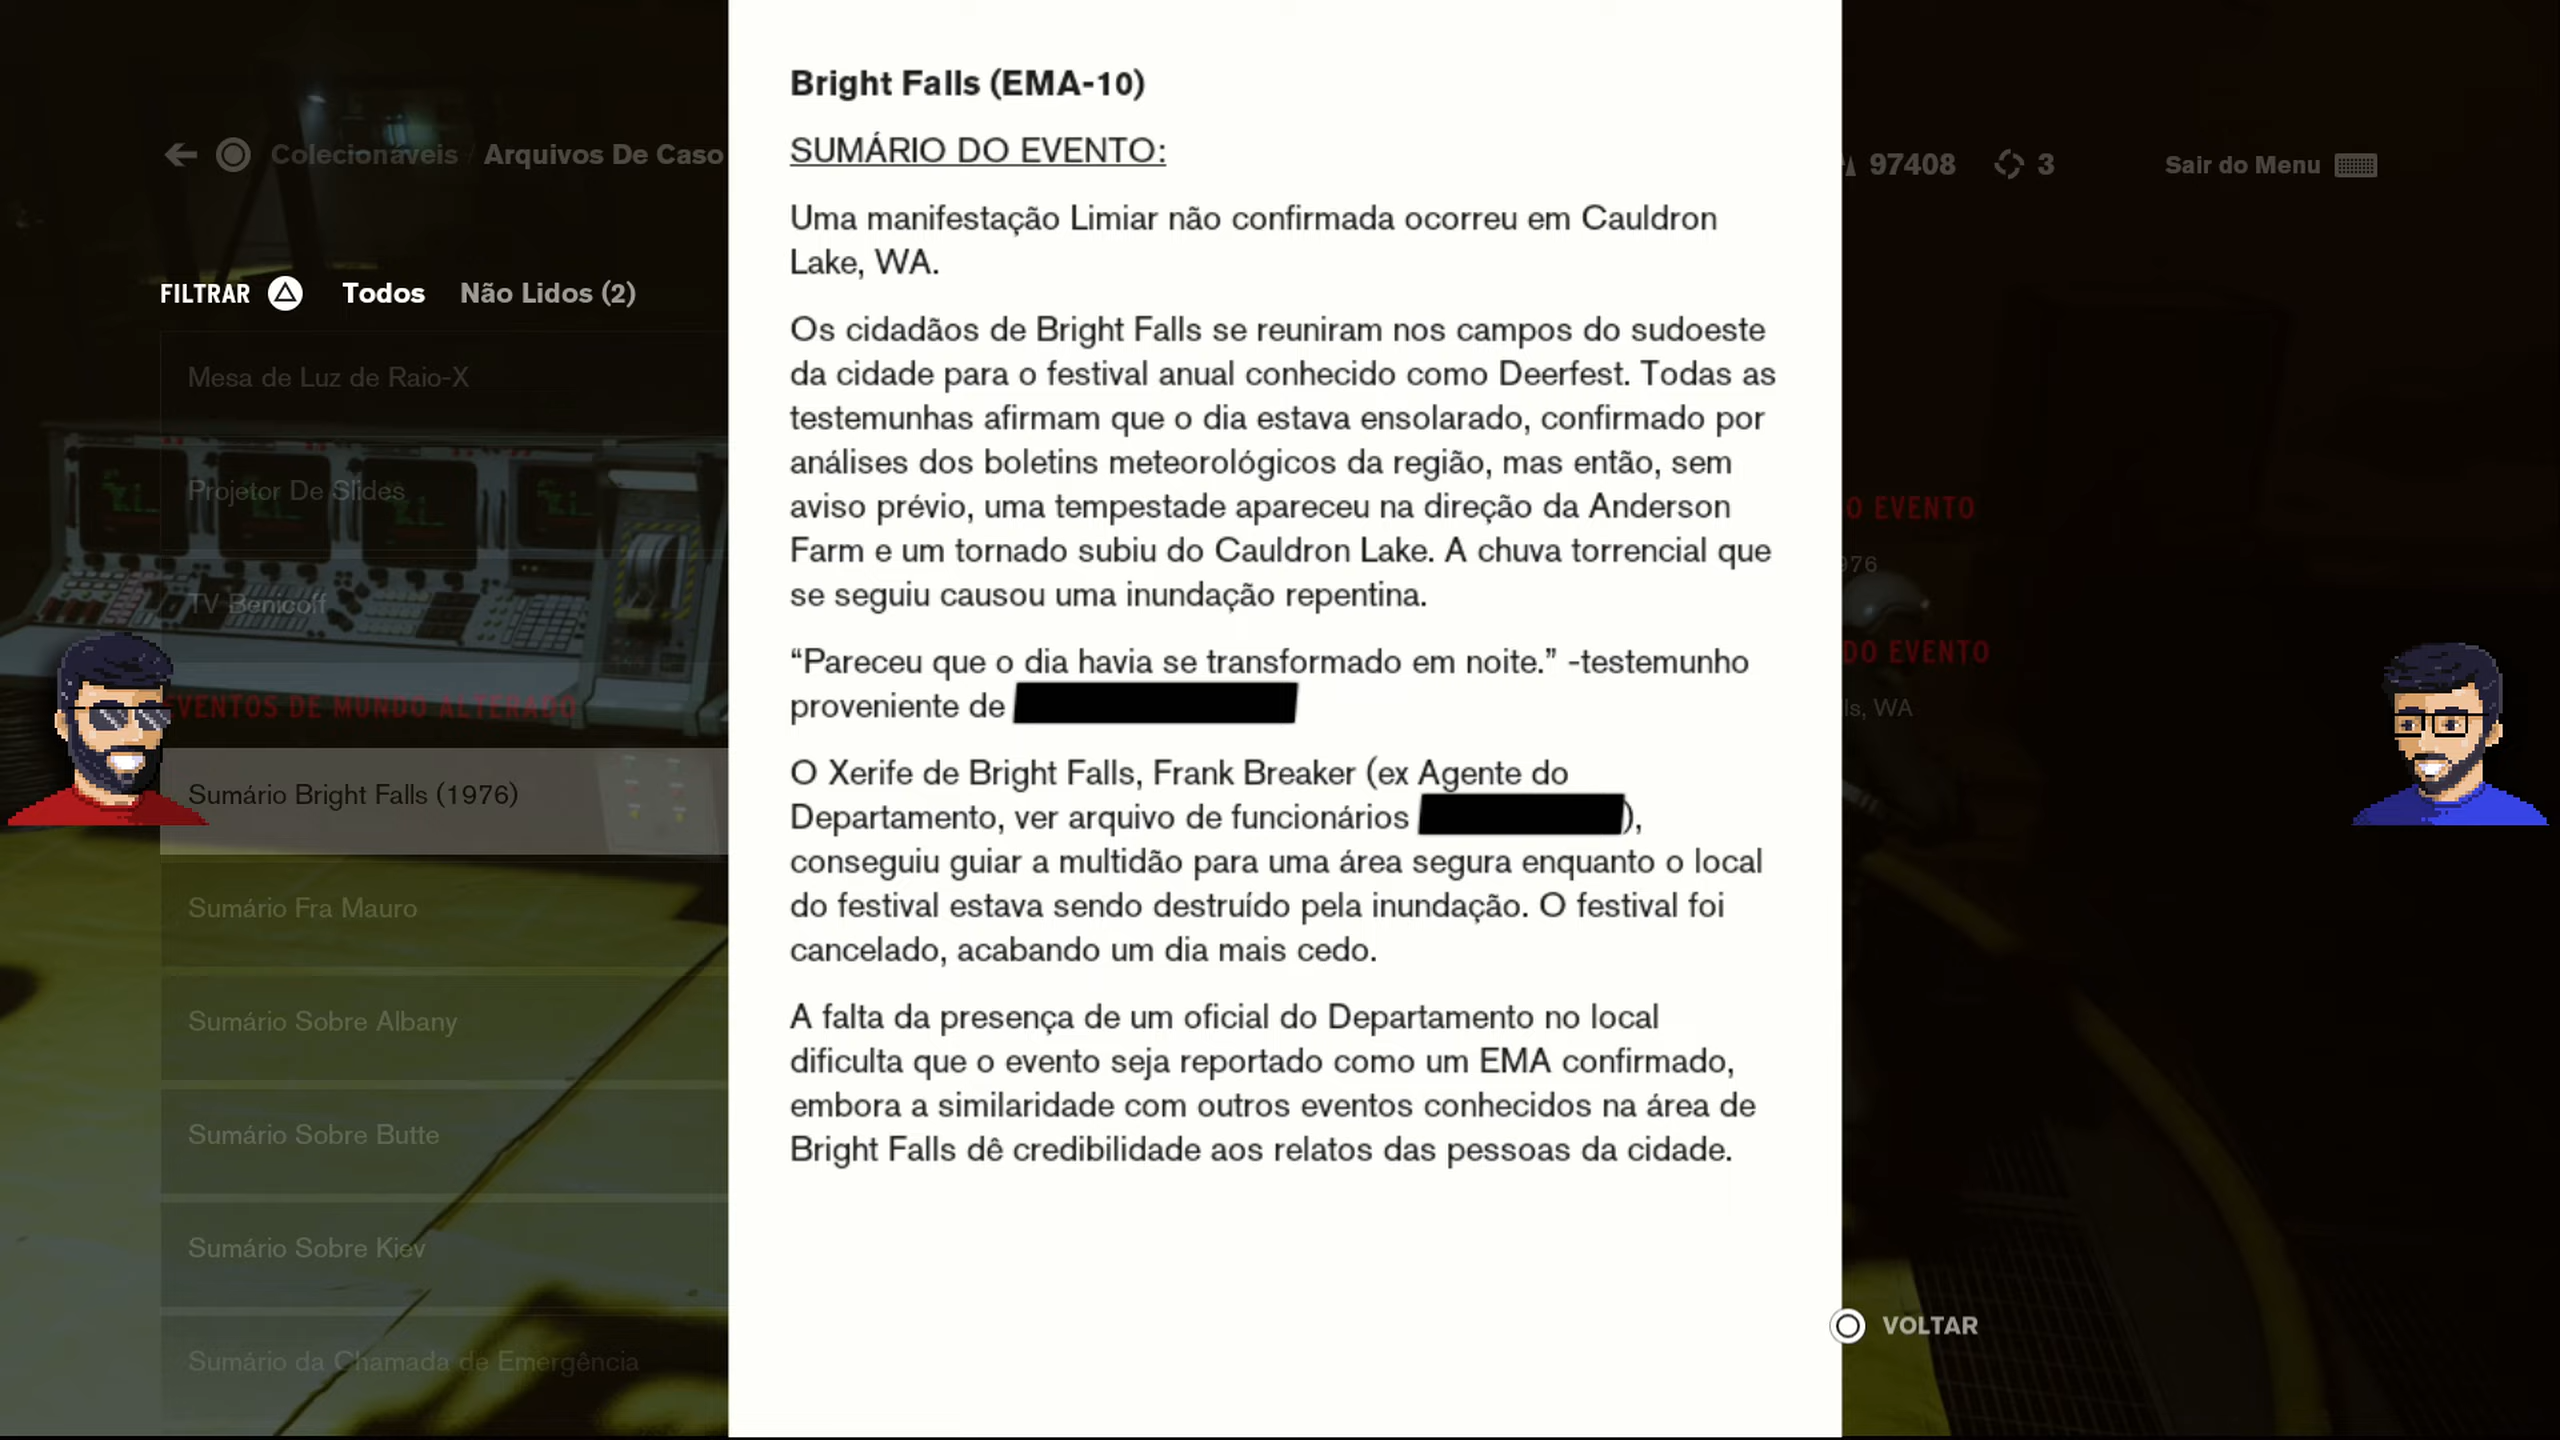 Colecionáveis / Arquivos De Caso
97408
3
Sair do Menu
FILTRAR
Todos
Não Lidos (2)
Mesa de Luz de Raio-X
Projetor De Slides
TV Benicoff
EVENTOS DE MUNDO ALTERADO
Sumário Bright Falls (1976)
Sumário Fra Mauro
Sumário Sobre Albany
Sumário Sobre Butte
Sumário Sobre Kiev
Sumário da Chamada de Emergência
Bright Falls (EMA-10)
SUMÁRIO DO EVENTO:
Uma manifestação Limiar não confirmada ocorreu em Cauldron
Lake, WA.
Os cidadãos de Bright Falls se reuniram nos campos do sudoeste
da cidade para o festival anual conhecido como Deerfest. Todas as
testemunhas afirmam que o dia estava ensolarado, confirmado por
análises dos boletins meteorológicos da região, mas então, sem
aviso prévio, uma tempestade apareceu na direção da Anderson
Farm e um tornado subiu do Cauldron Lake. A chuva torrencial que
se seguiu causou uma inundação repentina.
“Pareceu que o dia havia se transformado em noite.” -testemunho
proveniente de
O Xerife de Bright Falls, Frank Breaker (ex Agente do
Departamento, ver arquivo de funcionários ),
conseguiu guiar a multidão para uma área segura enquanto o local
do festival estava sendo destruído pela inundação. O festival foi
cancelado, acabando um dia mais cedo.
A falta da presença de um oficial do Departamento no local
dificulta que o evento seja reportado como um EMA confirmado,
embora a similaridade com outros eventos conhecidos na área de
Bright Falls dê credibilidade aos relatos das pessoas da cidade.
O EVENTO
976
DO EVENTO
ls, WA
VOLTAR